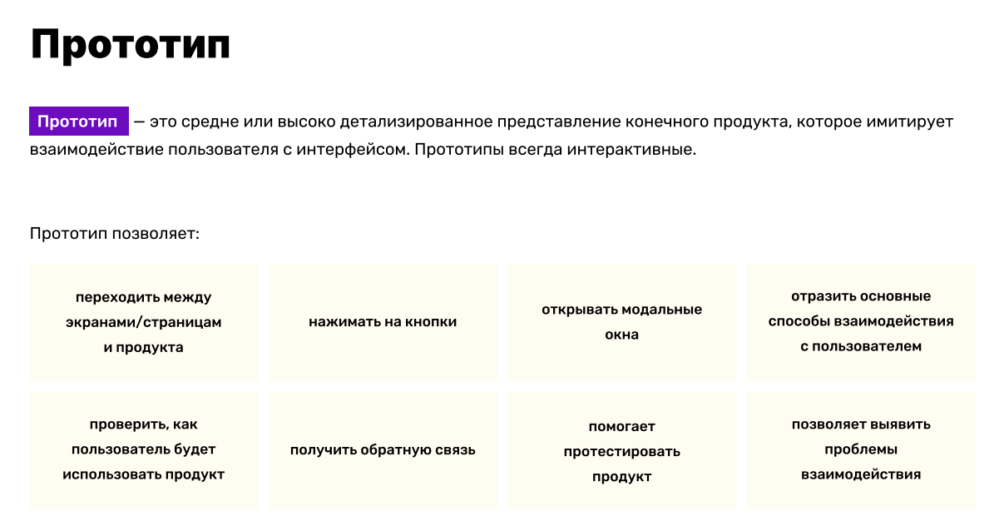 Прототип
Прототип — это средне или высоко детализированное представление конечного продукта, которое имитирует
взаимодействие пользователя с интерфейсом. Прототипы всегда интерактивные.
Прототип позволяет:
переходить между
экранами/страницам
и продукта
нажимать на кнопки
открывать модальные
окна
отразить основные
способы взаимодействия
с пользователем
проверить, как
пользователь будет
использовать продукт
получить обратную связь
помогает
протестировать
продукт
позволяет выявить
проблемы
взаимодействия